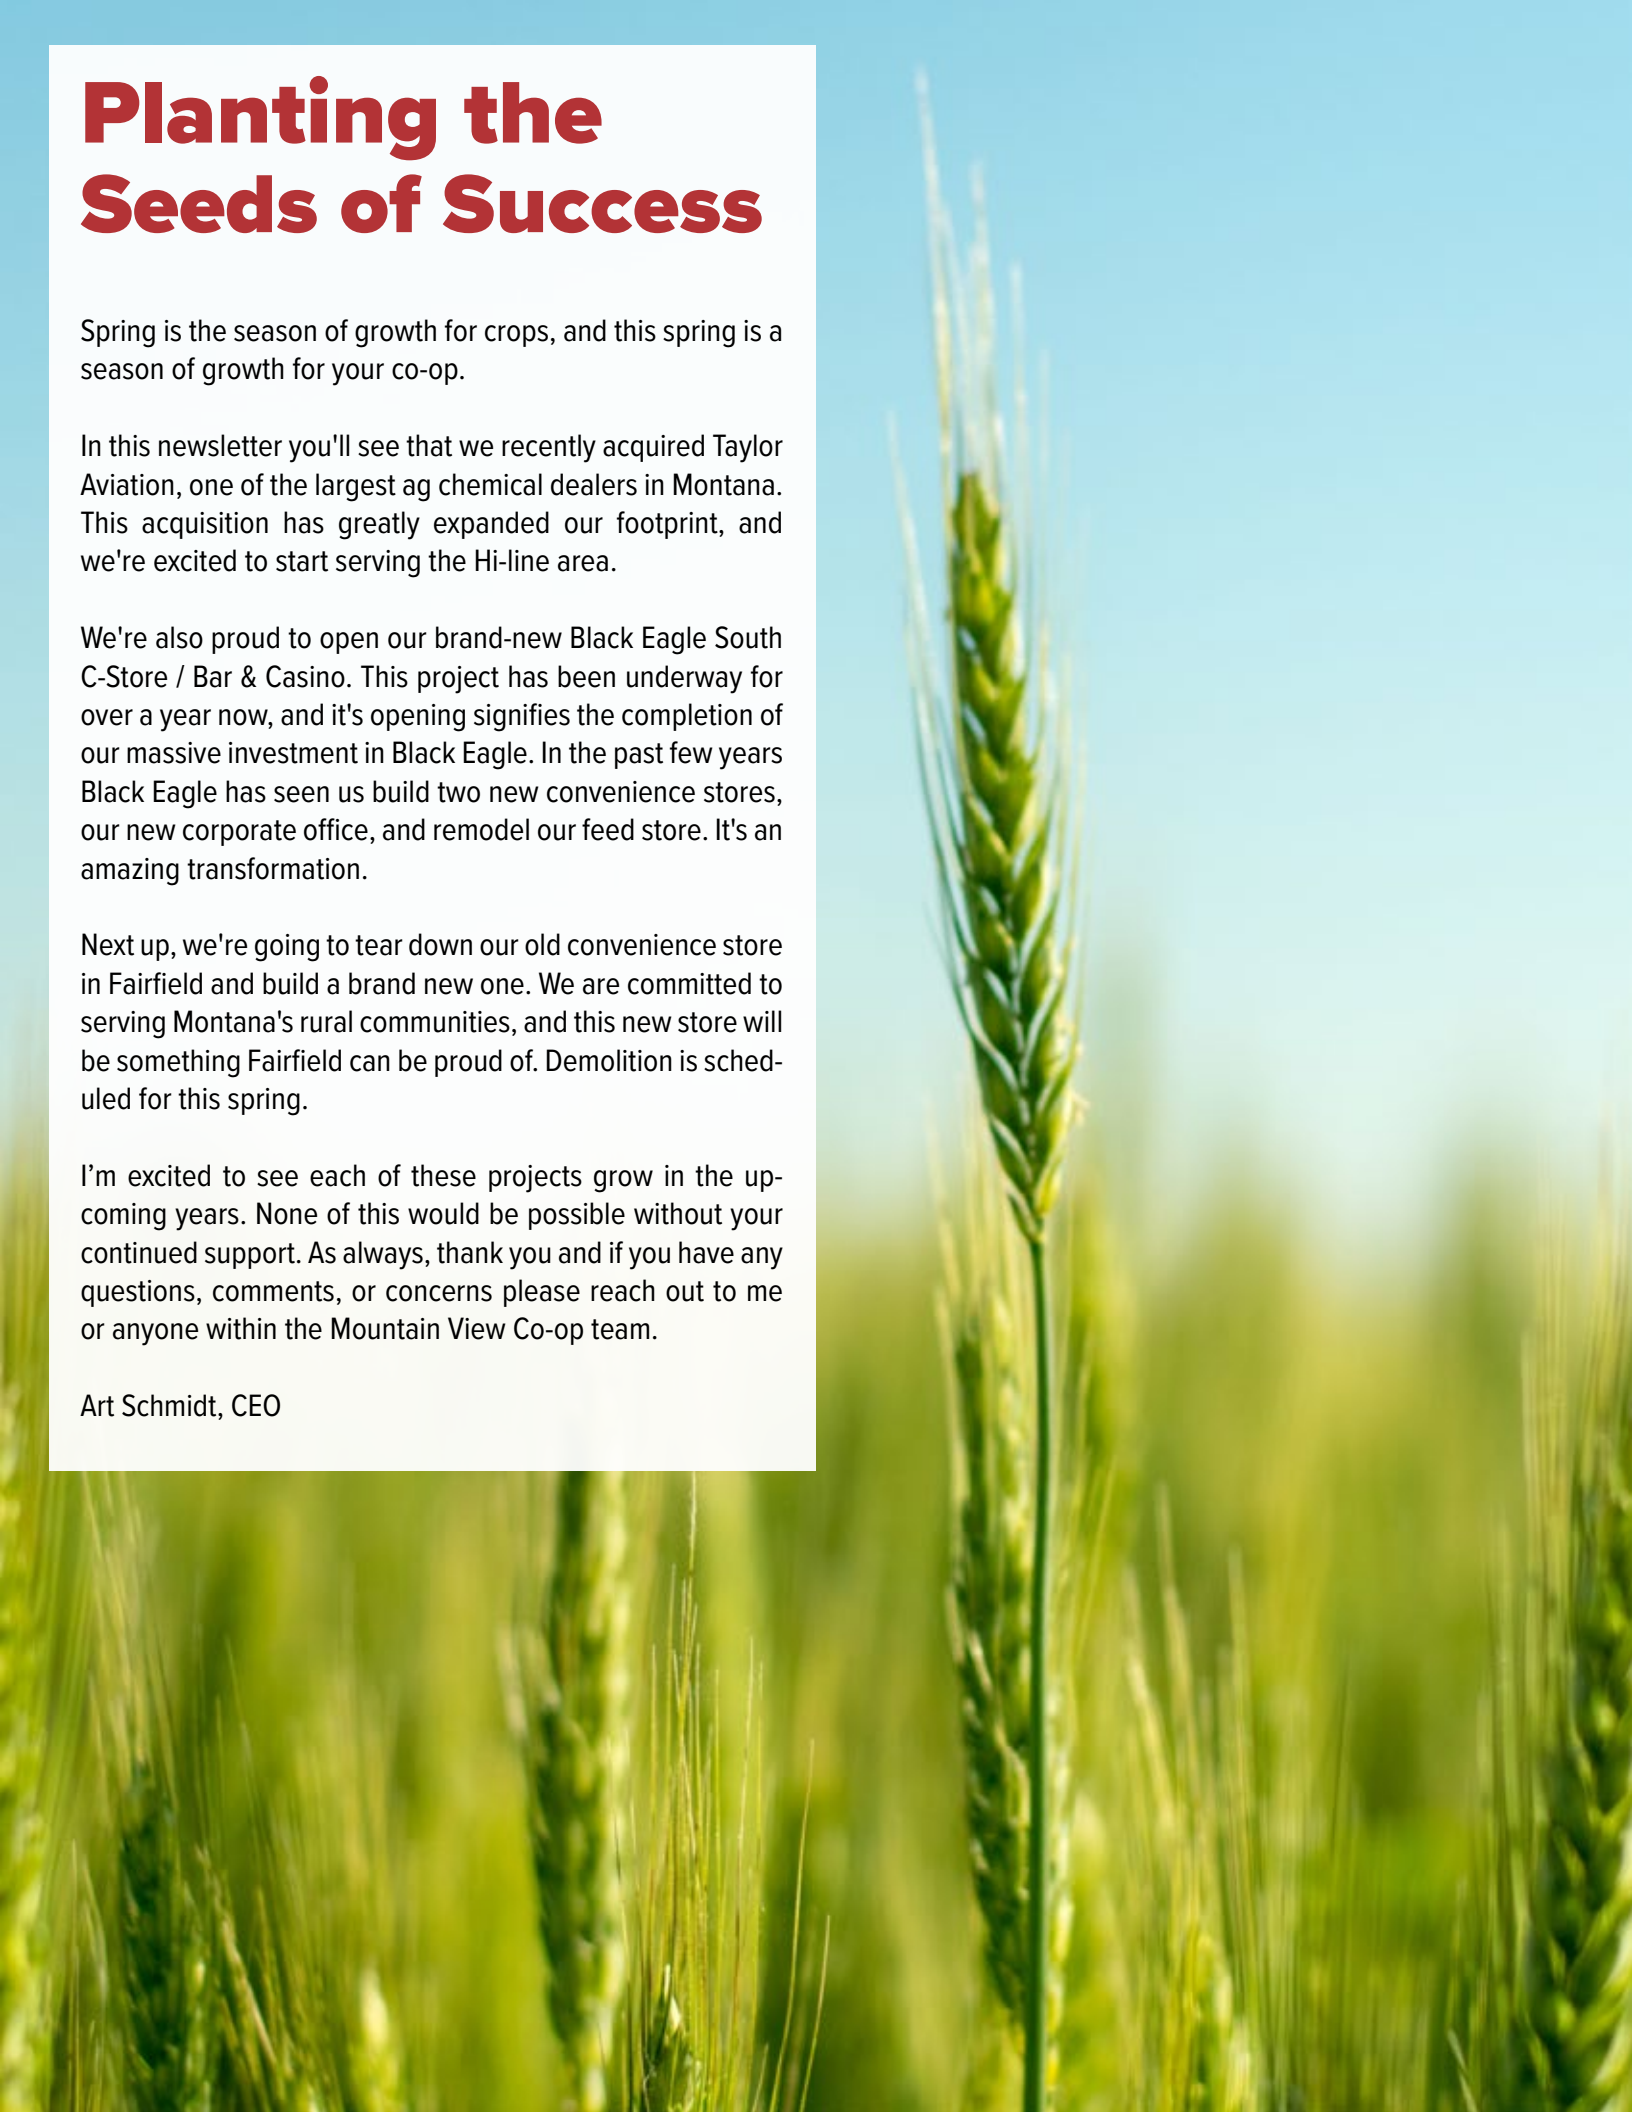 Planting the
Seeds of Success
Spring is the season of growth for crops, and this spring is a
season of growth for your co-op.
In this newsletter you'll see that we recently acquired Taylor
Aviation, one of the largest ag chemical dealers in Montana.
This acquisition has greatly expanded our footprint, and
we're excited to start serving the Hi-line area.
We're also proud to open our brand-new Black Eagle South
C-Store / Bar & Casino. This project has been underway for
over a year now, and it's opening signifies the completion of
our massive investment in Black Eagle. In the past few years
Black Eagle has seen us build two new convenience stores,
our new corporate office, and remodel our feed store. It's an
amazing transformation.
Next up, we're going to tear down our old convenience store
in Fairfield and build a brand new one. We are committed to
serving Montana's rural communities, and this new store will
be something Fairfield can be proud of. Demolition is sched-
uled for this spring.
I’m excited to see each of these projects grow in the up-
coming years. None of this would be possible without your
continued support. As always, thank you and if you have any
questions, comments, or concerns please reach out to me
or anyone within the Mountain View Co-op team.
Art Schmidt, CEO